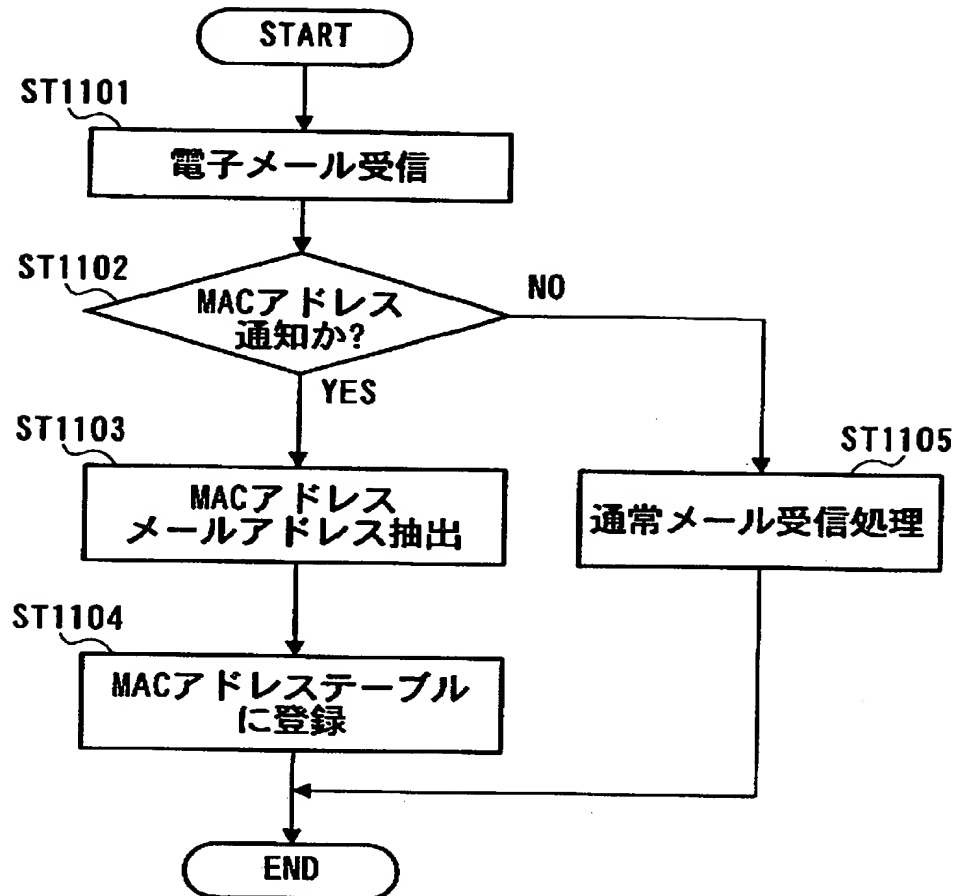 START
ST1101
電子メール受信
ST1102
MACアドレス
通知か?
NO
YES
ST1103
MACアドレス
メールアドレス抽出
ST1105
通常メール受信処理
ST1104
MACアドレステーブル
に登録
END